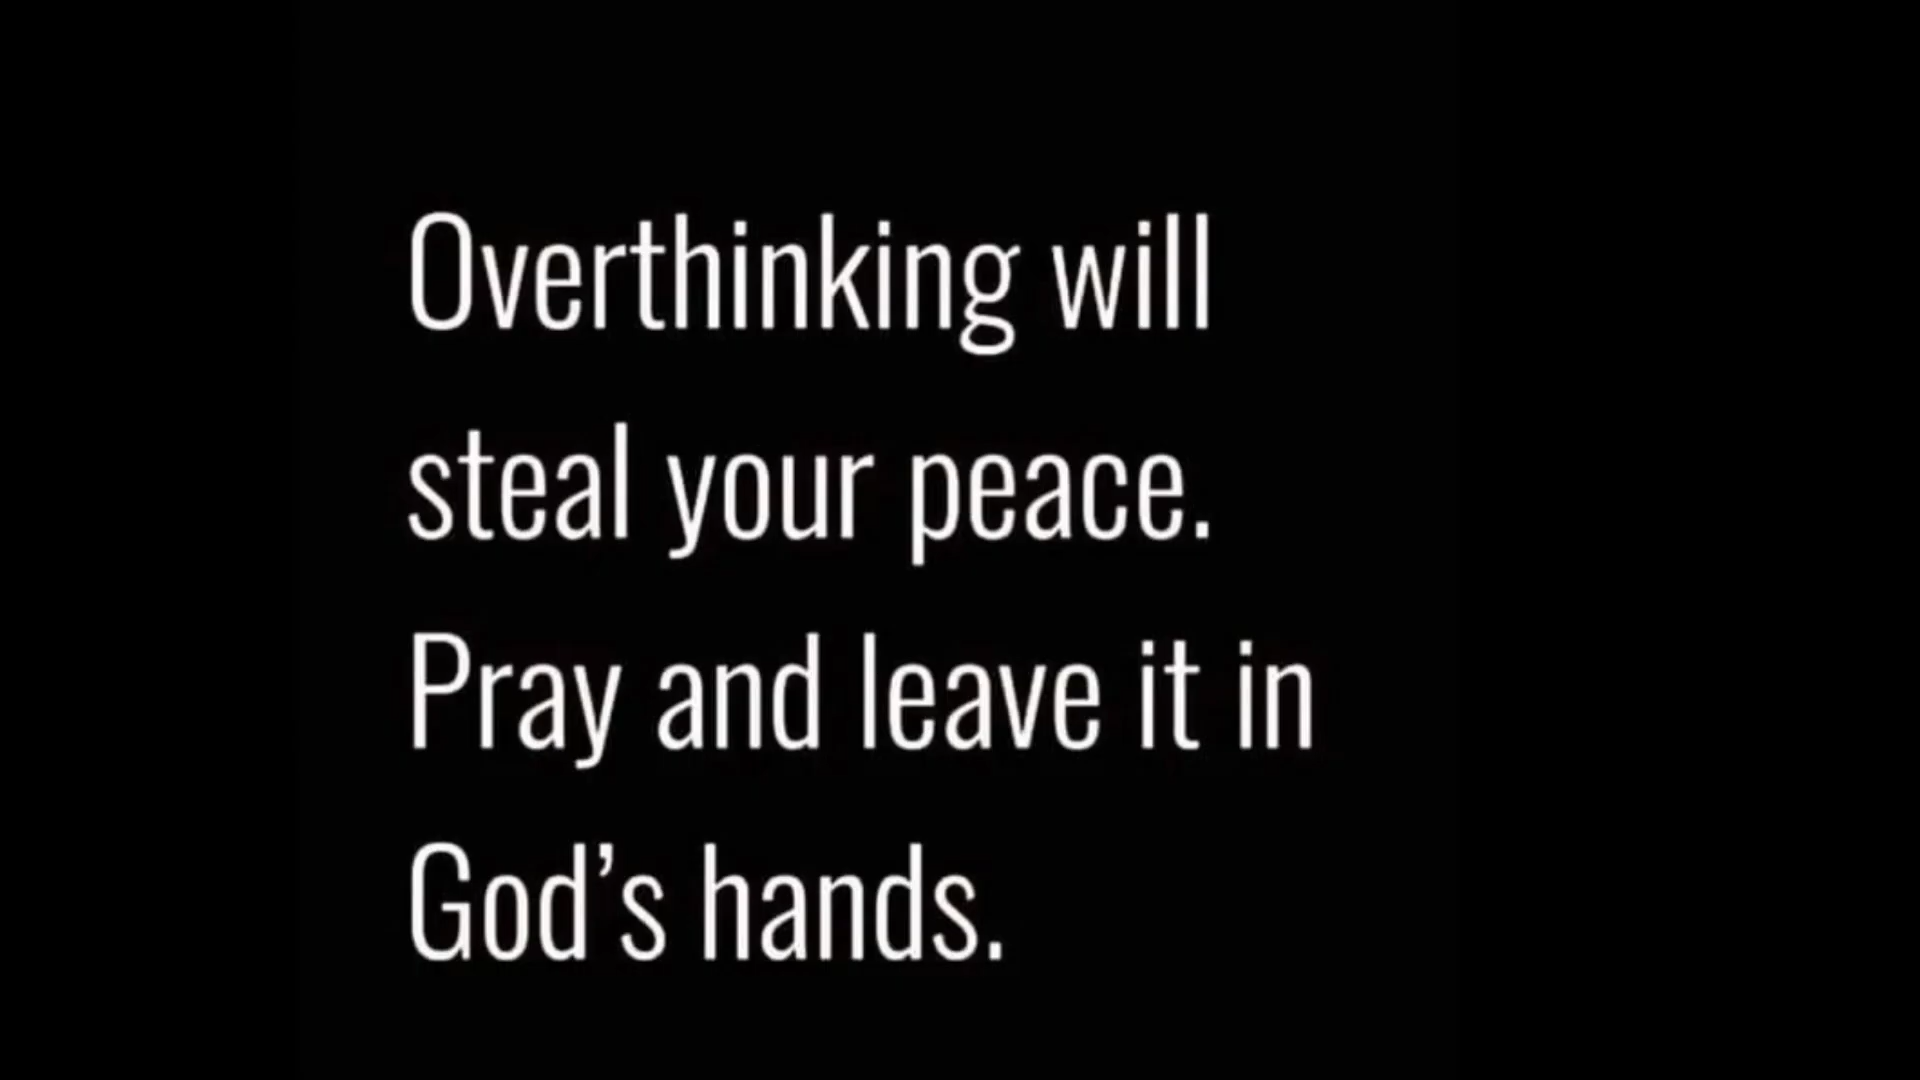 Overthinking will
steal your peace.
Pray and leave it in
God’s hands.